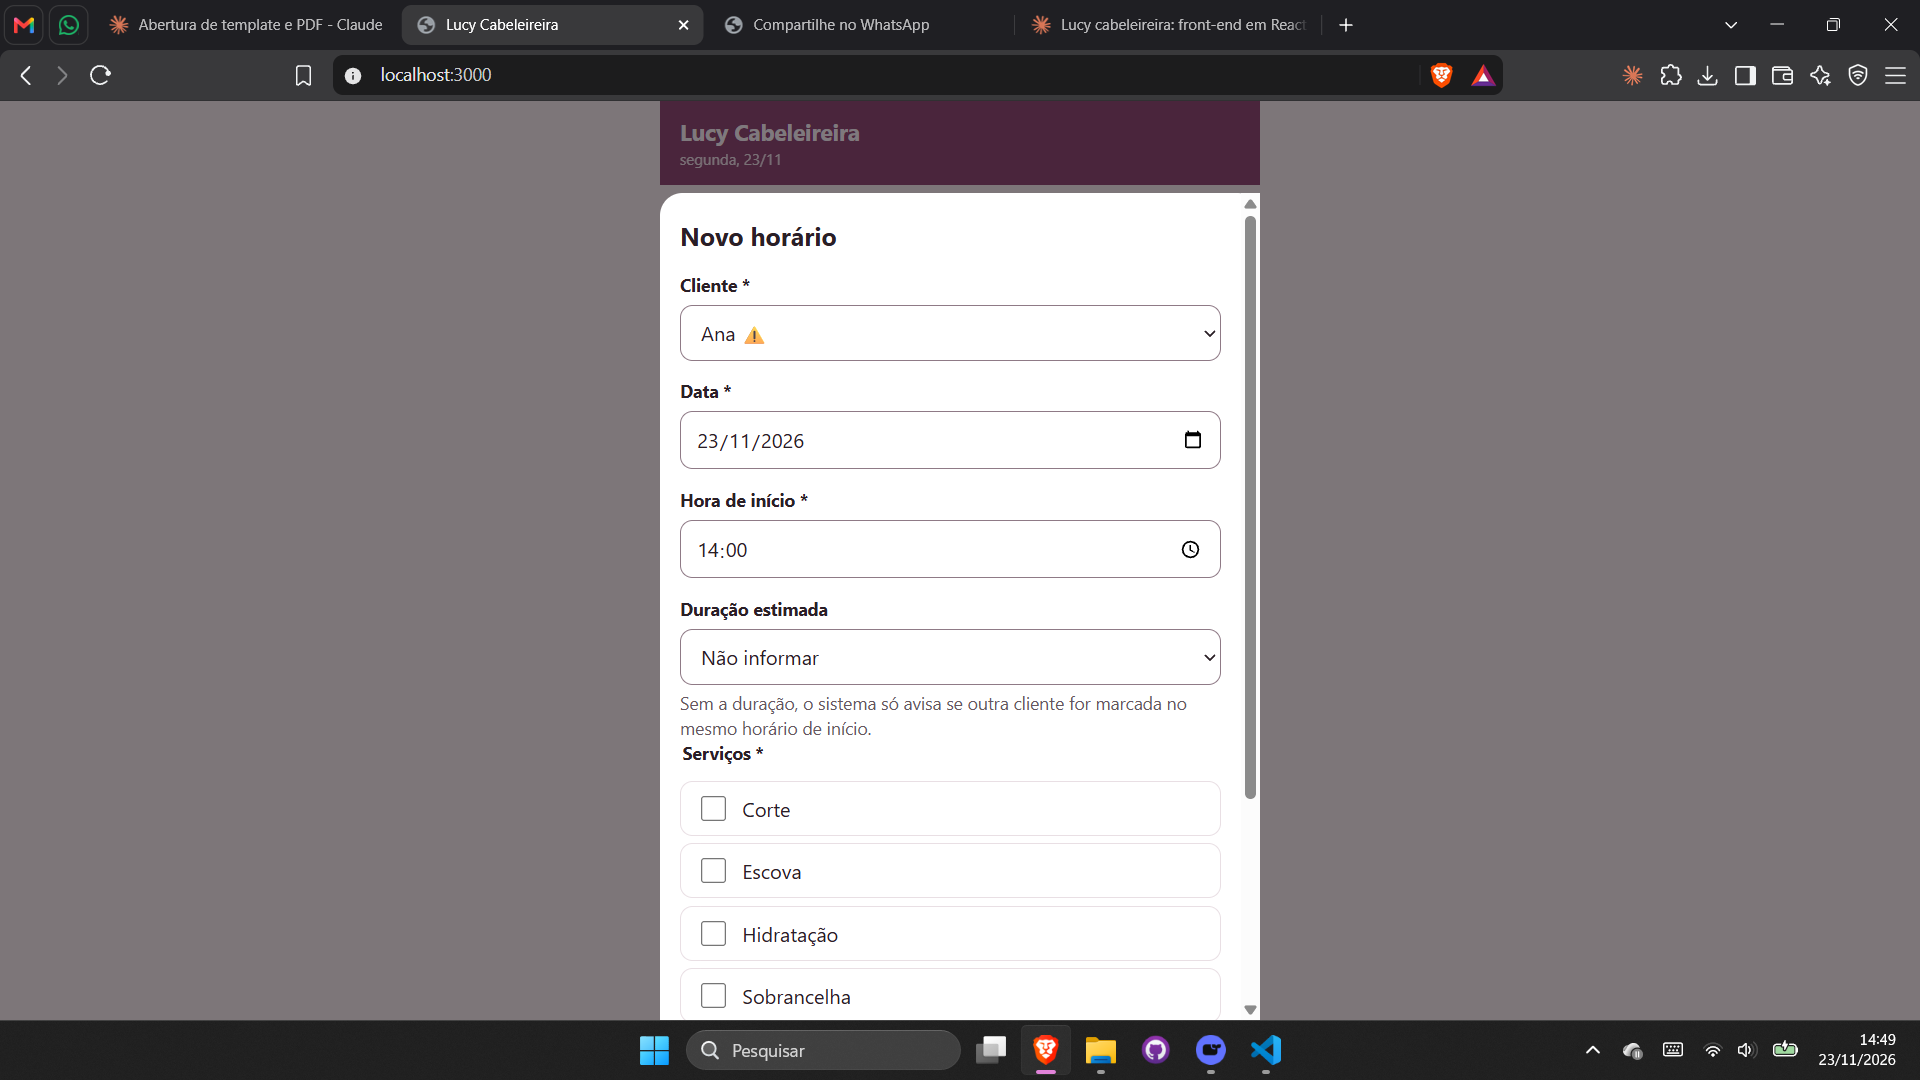 Abertura de template e PDF - Claude
Lucy Cabeleireira
Compartilhe no WhatsApp
Lucy cabeleireira: front-end em React
localhost:3000
Lucy Cabeleireira
segunda, 23/11
Novo horário
Cliente *
Ana
Data *
23/11/2026
Hora de início *
14:00
Duração estimada
Não informar
Sem a duração, o sistema só avisa se outra cliente for marcada no
mesmo horário de início.
Serviços *
Corte
Escova
Hidratação
Sobrancelha
Pesquisar
14:49
23/11/2026